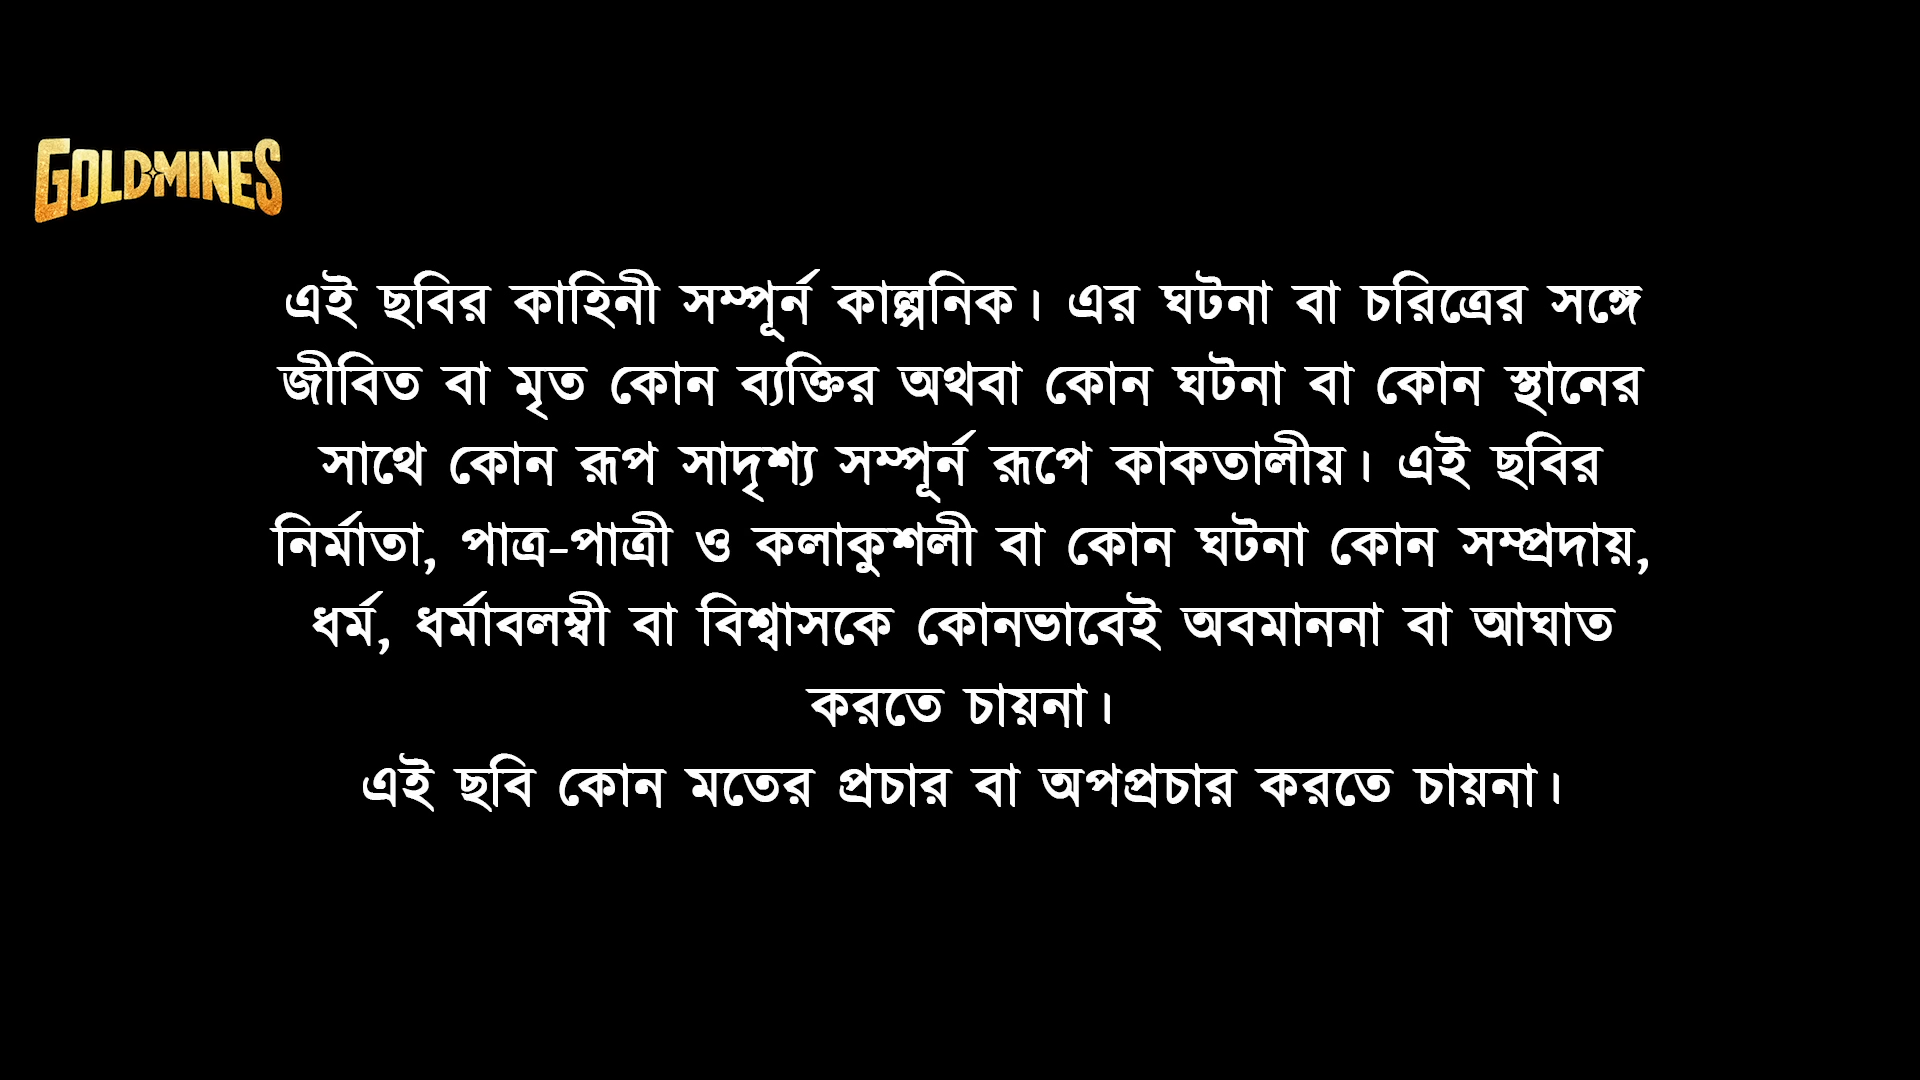 GOLDMINES
এই ছবির কাহিনী সম্পূর্ন কাল্পনিক। এর ঘটনা বা চরিত্রের সঙ্গে
জীবিত বা মৃত কোন ব্যক্তির অথবা কোন ঘটনা বা কোন স্থানের
সাথে কোন রূপ সাদৃশ্য সম্পূর্ন রূপে কাকতালীয়। এই ছবির
নির্মাতা, পাত্র-পাত্রী ও কলাকুশলী বা কোন ঘটনা কোন সম্প্রদায়,
ধর্ম, ধর্মাবলম্বী বা বিশ্বাসকে কোনভাবেই অবমাননা বা আঘাত
করতে চায়না।
এই ছবি কোন মতের প্রচার বা অপপ্রচার করতে চায়না।